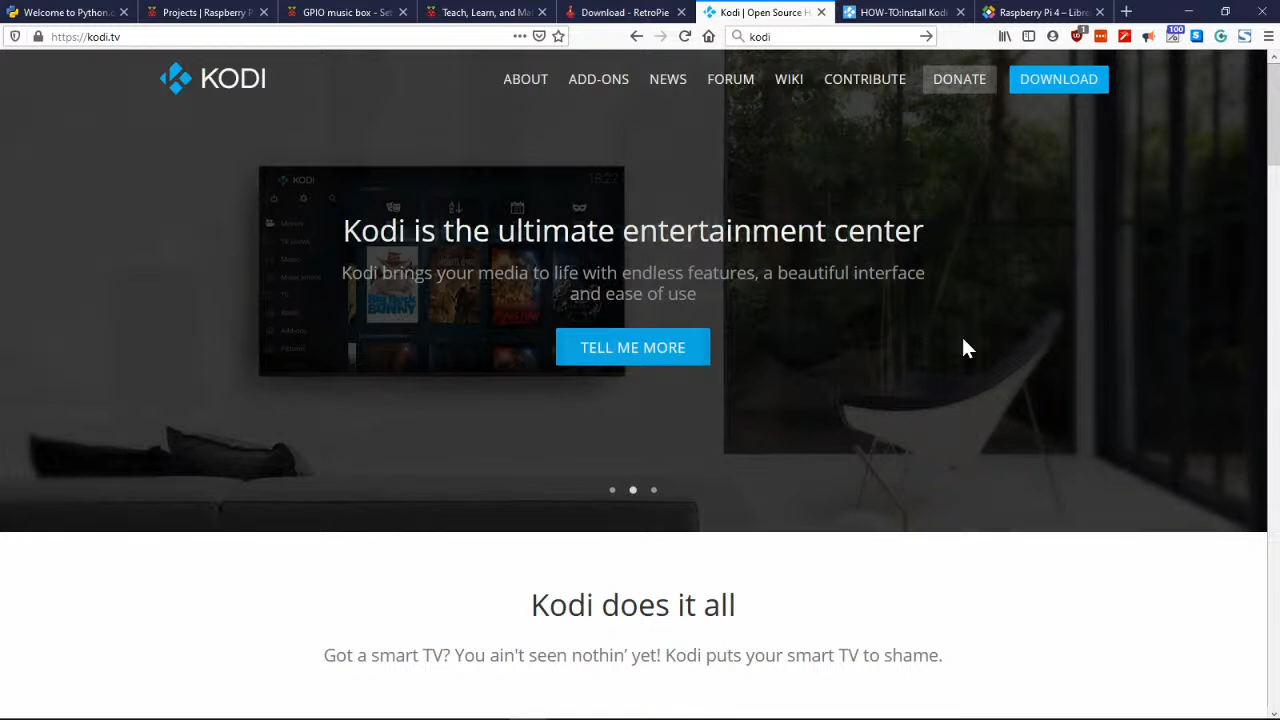 Welcome to Python.c
Projects | Raspberry P
GPIO music box - Set
Teach, Learn, and Ma
Download - RetroPie
Kodi | Open Source H
HOW-TO:Install Kodi
Raspberry Pi 4 – Libre
https://kodi.tv
kodi
1
100
KODI
ABOUT
ADD-ONS
NEWS
FORUM
WIKI
CONTRIBUTE
DONATE
DOWNLOAD
KODI
Kodi is the ultimate entertainment center
Kodi brings your media to life with endless features, a beautiful interface
and ease of use
TELL ME MORE
Kodi does it all
Got a smart TV? You ain't seen nothin’ yet! Kodi puts your smart TV to shame.